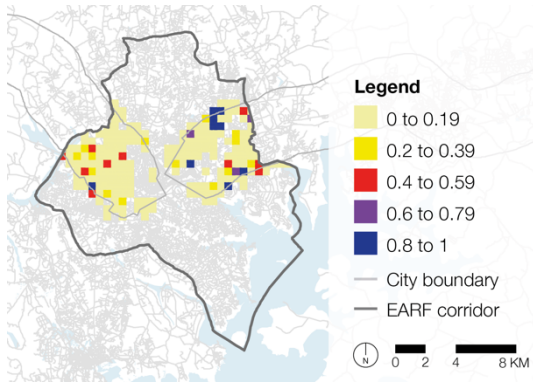 Legend
0 to 0.19
0.2 to 0.39
0.4 to 0.59
0.6 to 0.79
0.8 to 1
City boundary
EARF corridor
N
0 2 4 8 KM